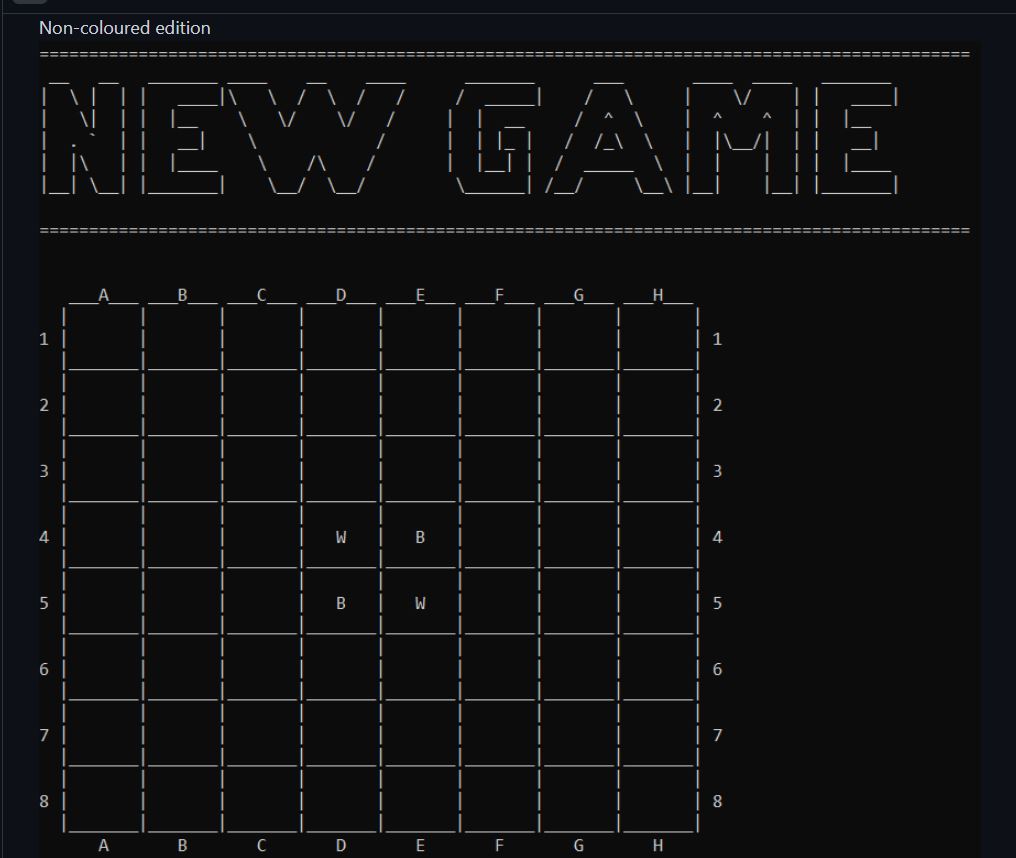 Non-coloured edition
NEW GAME
A B C D E F G H
1 1
2 2
3 3
4 W B 4
5 B W 5
6 6
7 7
8 8
A B C D E F G H